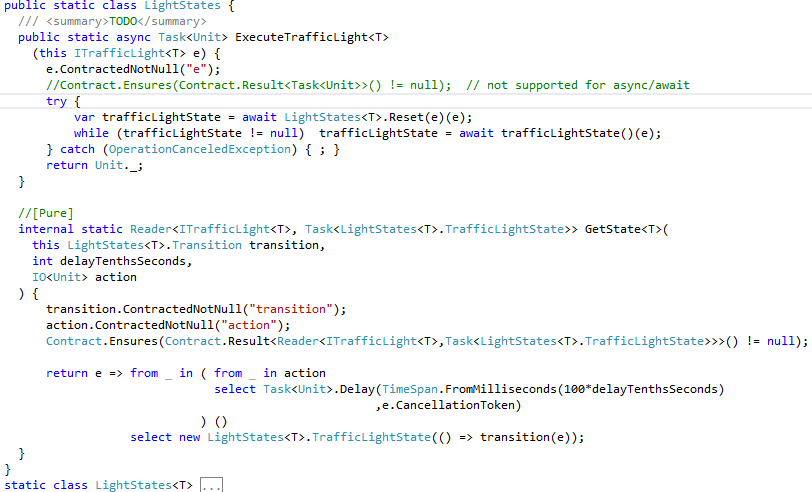 public static class LightStates {
  /// <summary>TODO</summary>
  public static async Task<Unit> ExecuteTrafficLight<T>
    (this ITrafficLight<T> e) {
      e.ContractedNotNull("e");
      //Contract.Ensures(Contract.Result<Task<Unit>>() != null);  // not supported for async/await
      try {
          var trafficLightState = await LightStates<T>.Reset(e)(e);
          while (trafficLightState != null)  trafficLightState = await trafficLightState()(e);
      } catch (OperationCanceledException) { ; }
      return Unit._;
  }

  //[Pure]
  internal static Reader<ITrafficLight<T>, Task<LightStates<T>.TrafficLightState>> GetState<T>(
    this LightStates<T>.Transition transition,
    int delayTenthsSeconds,
    IO<Unit> action
  ) {
      transition.ContractedNotNull("transition");
      action.ContractedNotNull("action");
      Contract.Ensures(Contract.Result<Reader<ITrafficLight<T>,Task<LightStates<T>.TrafficLightState>>>() != null);

      return e => from _ in ( from _ in action
                              select Task<Unit>.Delay(TimeSpan.FromMilliseconds(100*delayTenthsSeconds)
                                                     ,e.CancellationToken)
                            ) ()
                  select new LightStates<T>.TrafficLightState(() => transition(e));
  }
}
static class LightStates<T> ...